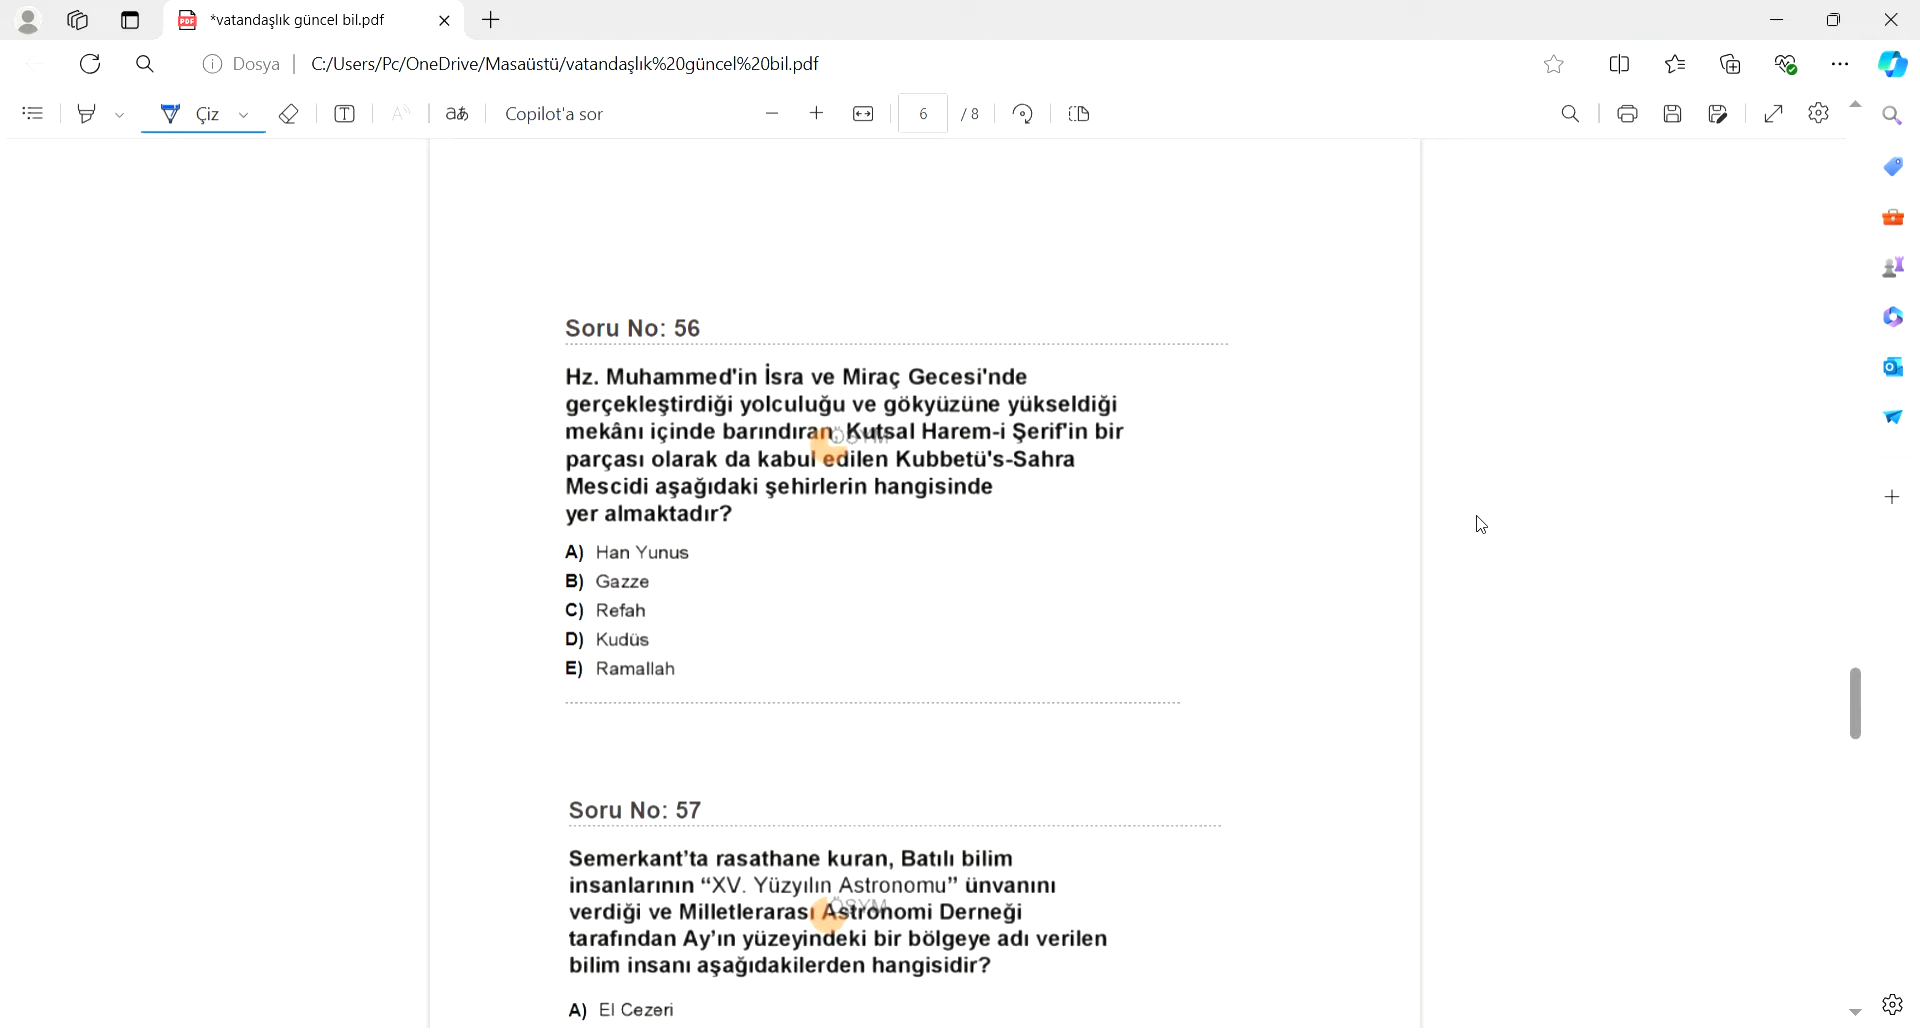 *vatandaşlık güncel bil.pdf
Dosya
C:/Users/Pc/OneDrive/Masaüstü/vatandaşlık%20güncel%20bil.pdf
Çiz
aあ
Copilot'a sor
6 / 8
Soru No: 56
Hz. Muhammed'in İsra ve Miraç Gecesi'nde
gerçekleştirdiği yolculuğu ve gökyüzüne yükseldiği
mekânı içinde barındıran, Kutsal Harem-i Şerif'in bir
parçası olarak da kabul edilen Kubbetü's-Sahra
Mescidi aşağıdaki şehirlerin hangisinde
yer almaktadır?
ÖSYM
A) Han Yunus
B) Gazze
C) Refah
D) Kudüs
E) Ramallah
Soru No: 57
Semerkant'ta rasathane kuran, Batılı bilim
insanlarının “XV. Yüzyılın Astronomu” ünvanını
verdiği ve Milletlerarası Astronomi Derneği
tarafından Ay’ın yüzeyindeki bir bölgeye adı verilen
bilim insanı aşağıdakilerden hangisidir?
ÖSYM
A) El Cezeri